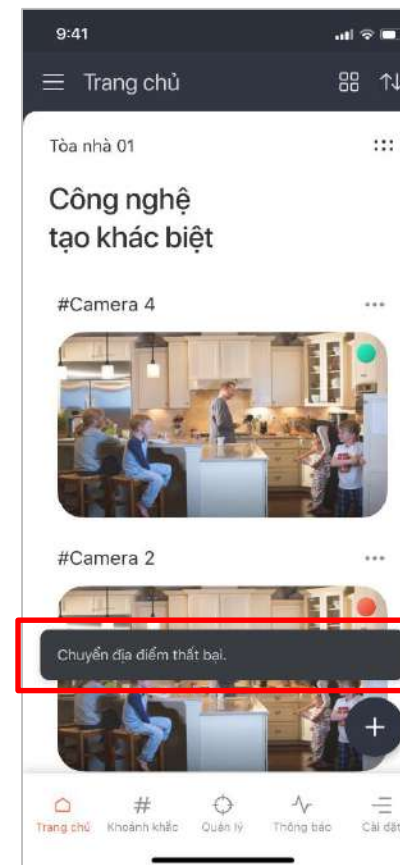 9:41
Trang chủ
Tòa nhà 01
Công nghệ
tạo khác biệt
#Camera 4
#Camera 2
Chuyển địa điểm thất bại.
Trang chủ
Khoảnh khắc
Quản lý
Thông báo
Cài đặt